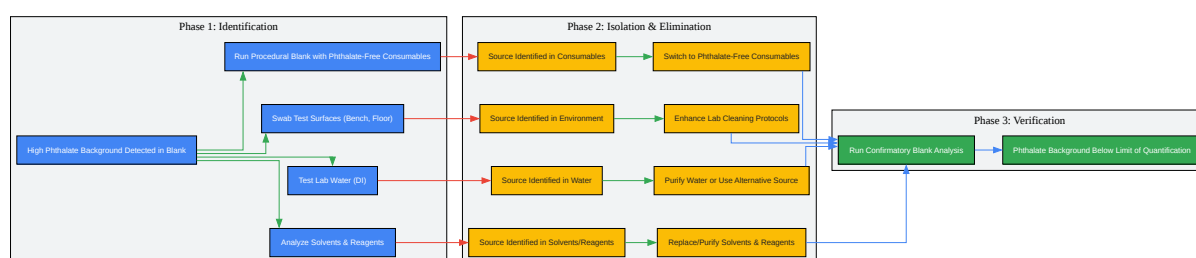 Phase 1: Identification
High Phthalate Background Detected in Blank
Run Procedural Blank with Phthalate-Free Consumables
Swab Test Surfaces (Bench, Floor)
Test Lab Water (DI)
Analyze Solvents & Reagents
Phase 2: Isolation & Elimination
Source Identified in Consumables
Switch to Phthalate-Free Consumables
Source Identified in Environment
Enhance Lab Cleaning Protocols
Source Identified in Water
Purify Water or Use Alternative Source
Source Identified in Solvents/Reagents
Replace/Purify Solvents & Reagents
Phase 3: Verification
Run Confirmatory Blank Analysis
Phthalate Background Below Limit of Quantification